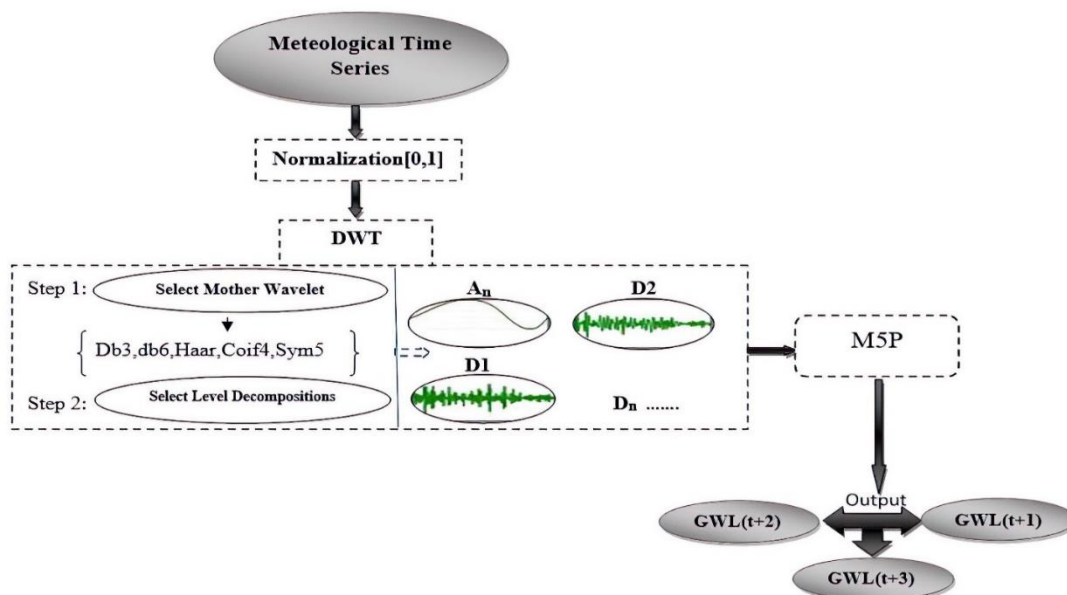 Meteological Time
Series
Normalization[0,1]
DWT
Step 1:
Select Mother Wavelet
{ Db3,db6,Haar,Coif4,Sym5 }
Step 2:
Select Level Decompositions
An
D2
D1
Dn .......
M5P
Output
GWL(t+2)
GWL(t+1)
GWL(t+3)